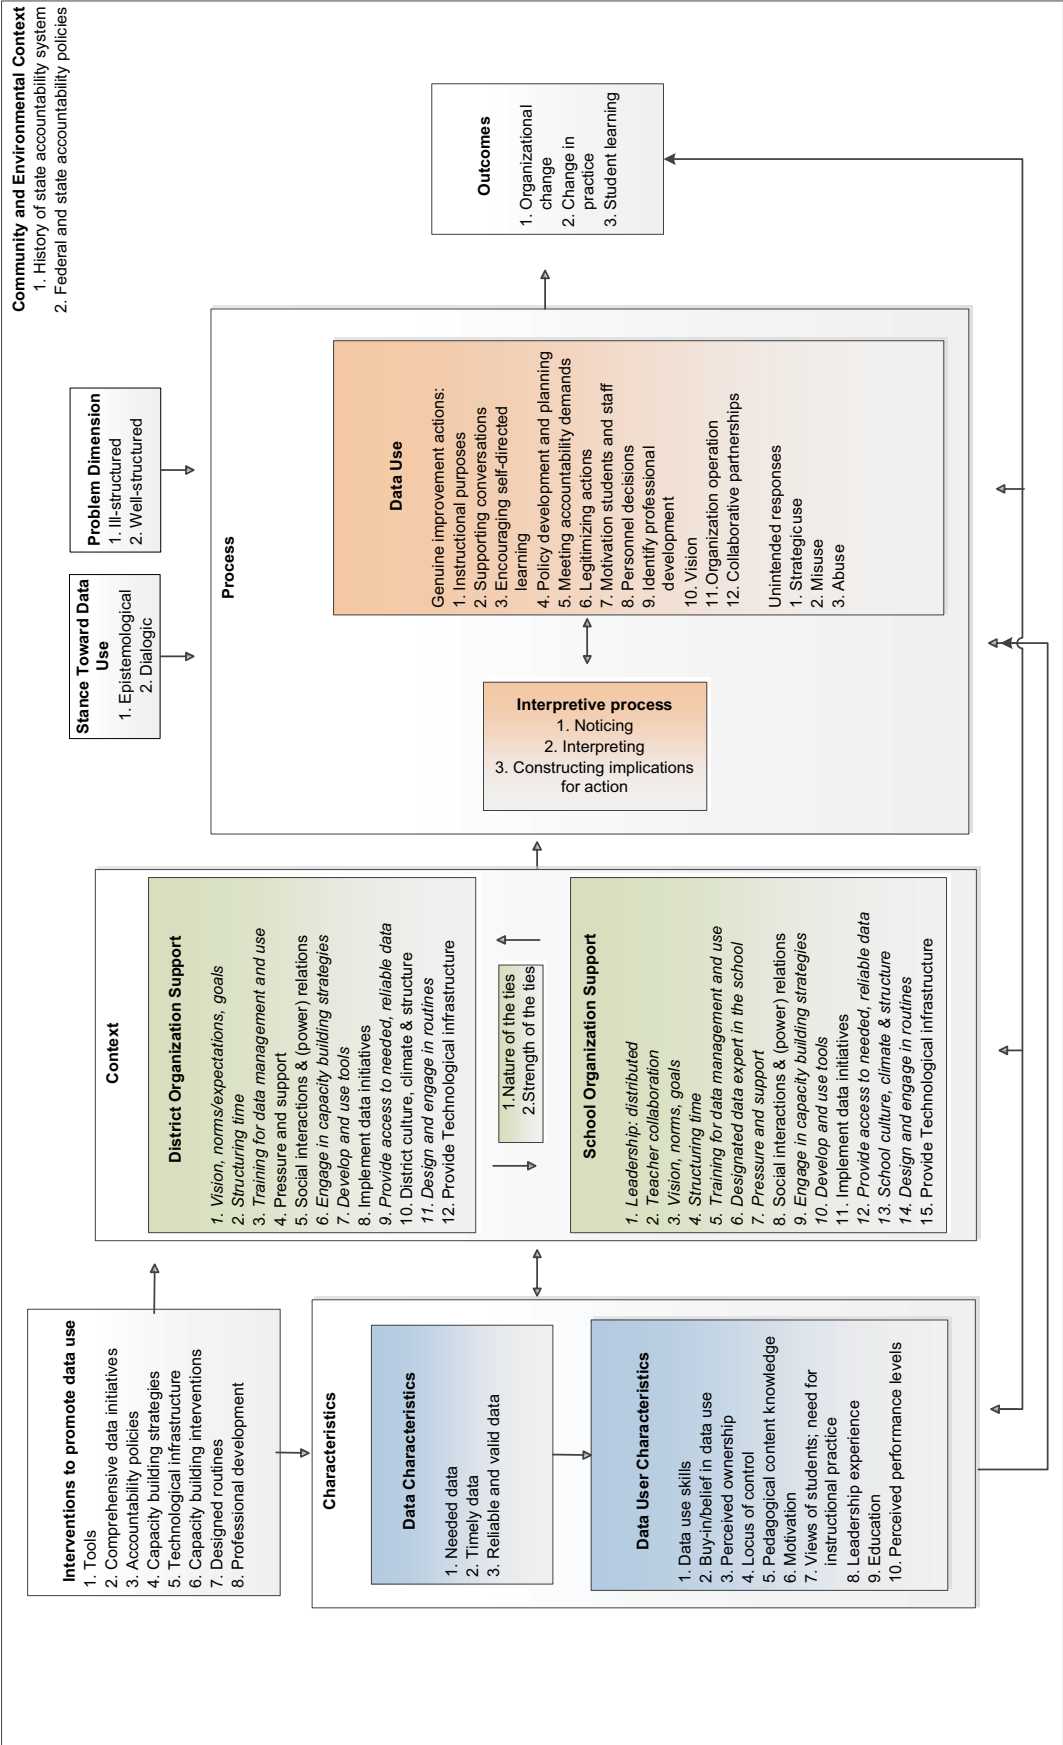 Community and Environmental Context
1. History of state accountability system
2. Federal and state accountability policies
Interventions to promote data use
1. Tools
2. Comprehensive data initiatives
3. Accountability policies
4. Capacity building strategies
5. Technological infrastructure
6. Capacity building interventions
7. Designed routines
8. Professional development
Characteristics
Data Characteristics
1. Needed data
2. Timely data
3. Reliable and valid data
Data User Characteristics
1. Data use skills
2. Buy-in/belief in data use
3. Perceived ownership
4. Locus of control
5. Pedagogical content knowledge
6. Motivation
7. Views of students; need for
instructional practice
8. Leadership experience
9. Education
10. Perceived performance levels
Context
District Organization Support
1. Vision, norms/expectations, goals
2. Structuring time
3. Training for data management and use
4. Pressure and support
5. Social interactions & (power) relations
6. Engage in capacity building strategies
7. Develop and use tools
8. Implement data initiatives
9. Provide access to needed, reliable data
10. District culture, climate & structure
11. Design and engage in routines
12. Provide Technological infrastructure
1.Nature of the ties
2.Strength of the ties
School Organization Support
1. Leadership: distributed
2. Teacher collaboration
3. Vision, norms, goals
4. Structuring time
5. Training for data management and use
6. Designated data expert in the school
7. Pressure and support
8. Social interactions & (power) relations
9. Engage in capacity building strategies
10. Develop and use tools
11. Implement data initiatives
12. Provide access to needed, reliable data
13. School culture, climate & structure
14. Design and engage in routines
15. Provide Technological infrastructure
Stance Toward Data
Use
1. Epistemological
2. Dialogic
Problem Dimension
1. Ill-structured
2. Well-structured
Process
Interpretive process
1. Noticing
2. Interpreting
3. Constructing implications
for action
Data Use
Genuine improvement actions:
1. Instructional purposes
2. Supporting conversations
3. Encouraging self-directed
learning
4. Policy development and planning
5. Meeting accountability demands
6. Legitimizing actions
7. Motivation students and staff
8. Personnel decisions
9. Identify professional
development
10. Vision
11.Organization operation
12. Collaborative partnerships
Unintended responses
1. Strategic use
2. Misuse
3. Abuse
Outcomes
1. Organizational
change
2. Change in
practice
3. Student learning